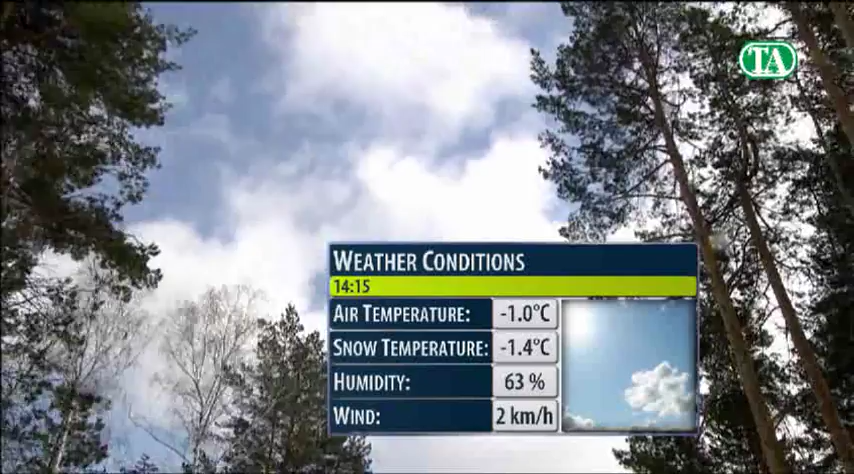 TA
WEATHER CONDITIONS
14:15
AIR TEMPERATURE: -1.0°C
SNOW TEMPERATURE: -1.4°C
HUMIDITY: 63 %
WIND: 2 km/h